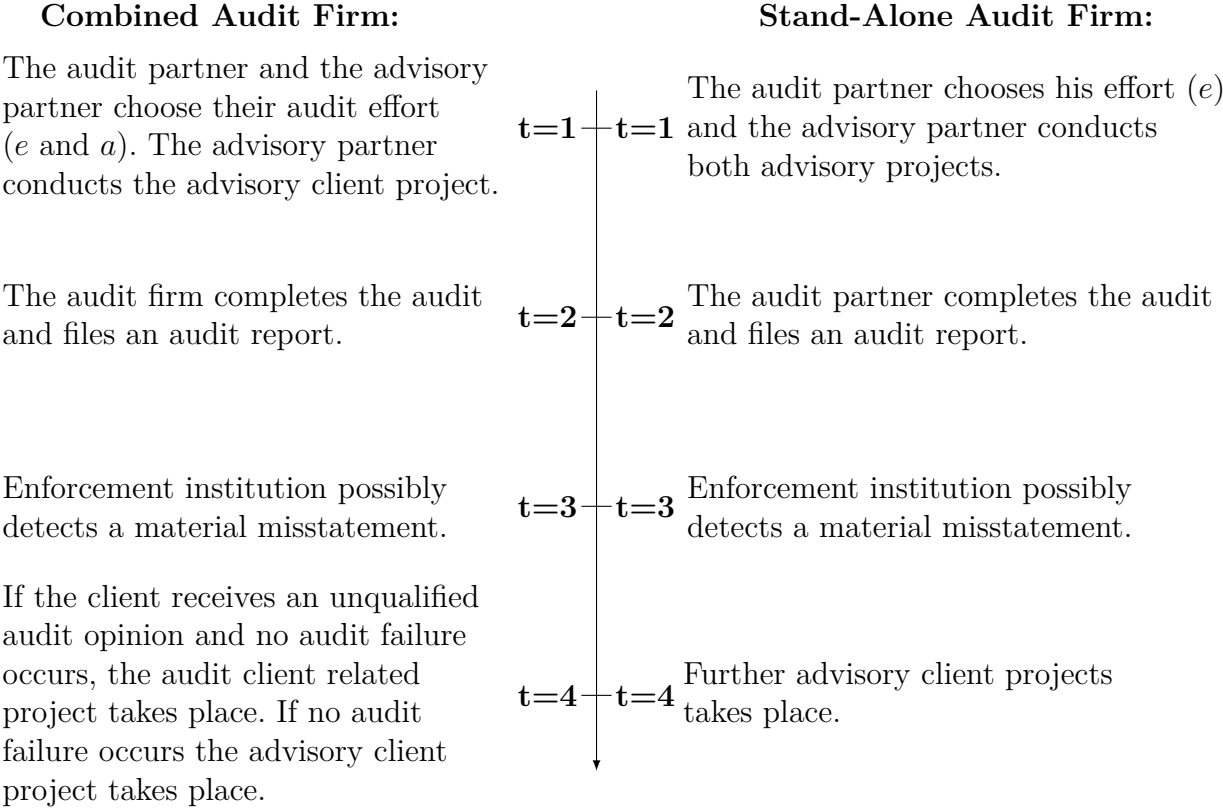 Combined Audit Firm:
The audit partner and the advisory
partner choose their audit effort
(e and a). The advisory partner
conducts the advisory client project.
t=1
The audit firm completes the audit
and files an audit report.
t=2
Enforcement institution possibly
detects a material misstatement.
t=3
If the client receives an unqualified
audit opinion and no audit failure
occurs, the audit client related
project takes place. If no audit
failure occurs the advisory client
project takes place.
t=4
Stand-Alone Audit Firm:
t=1
The audit partner chooses his effort (e)
and the advisory partner conducts
both advisory projects.
t=2
The audit partner completes the audit
and files an audit report.
t=3
Enforcement institution possibly
detects a material misstatement.
t=4
Further advisory client projects
takes place.